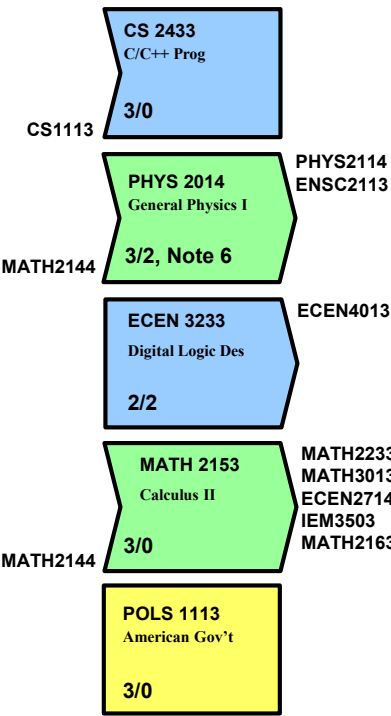 CS 2433
C/C++ Prog
3/0
CS1113
PHYS2114
ENSC2113
PHYS 2014
General Physics I
3/2, Note 6
MATH2144
ECEN4013
ECEN 3233
Digital Logic Des
2/2
MATH2233
MATH3013
ECEN2714
IEM3503
MATH2163
MATH 2153
Calculus II
3/0
MATH2144
POLS 1113
American Gov't
3/0